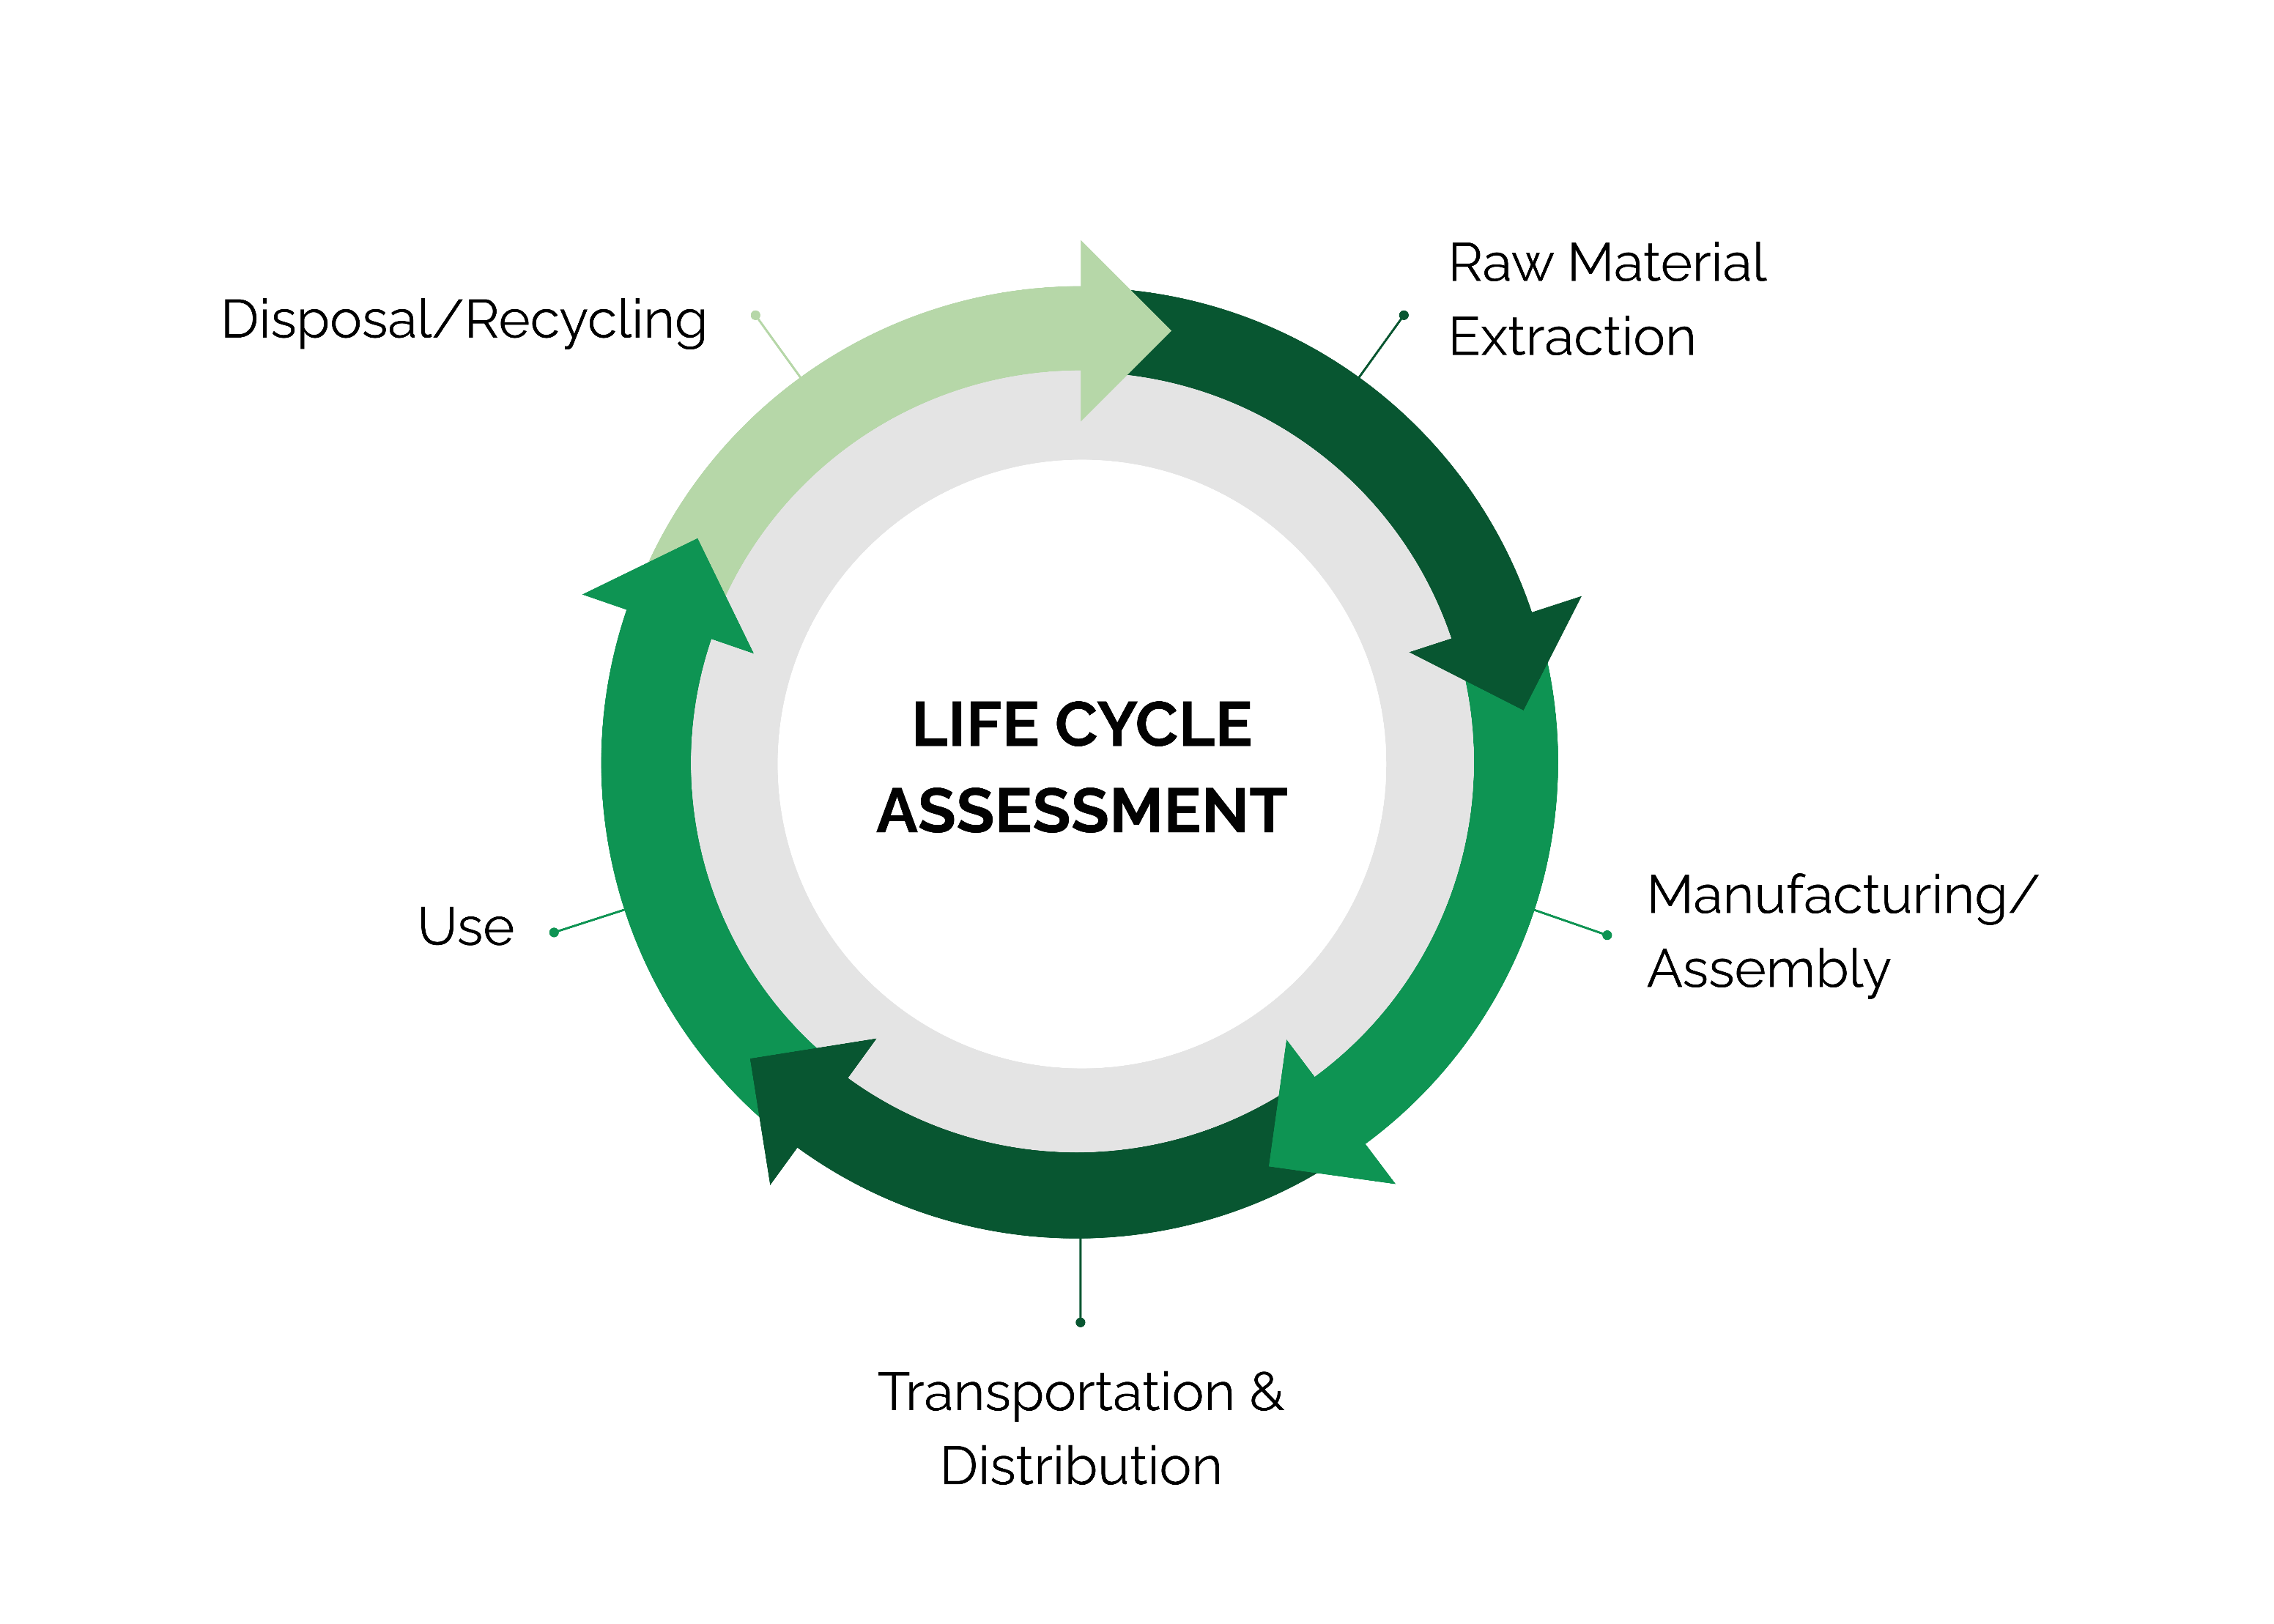 Disposal/Recycling
Raw Material
Extraction
LIFE CYCLE
ASSESSMENT
Use
Manufacturing/
Assembly
Transportation &
Distribution